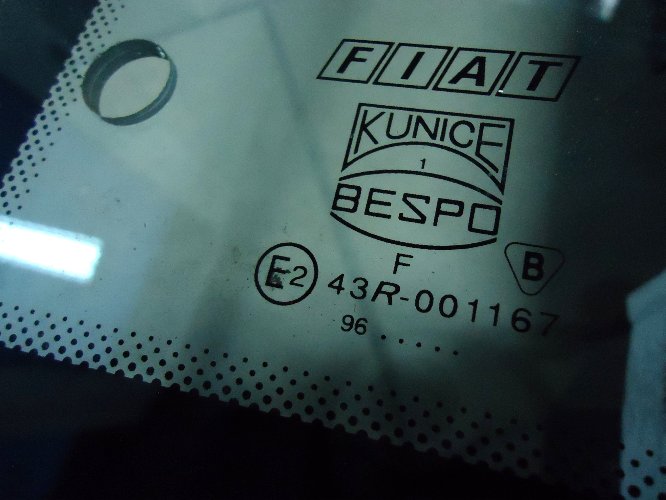 FIAT
KUNICE
1
BESPO
F
B
E2 43R-001167
96 .....